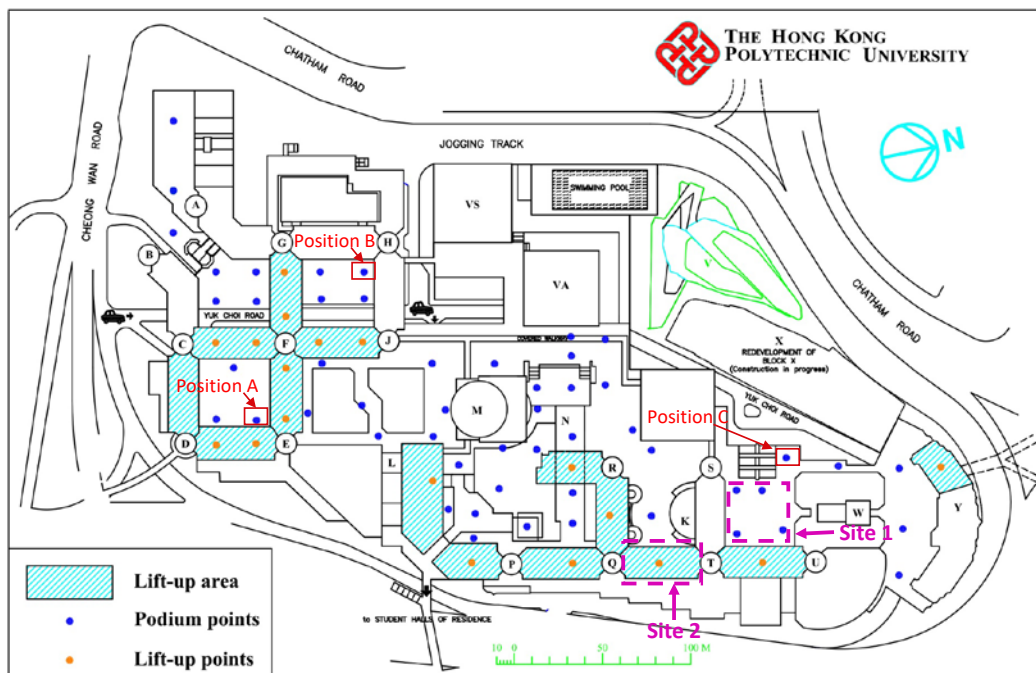 THE HONG KONG
POLYTECHNIC UNIVERSITY
CHATHAM ROAD
CHEONG WAN ROAD
JOGGING TRACK
N
SWIMMING POOL
VS
A
G
H
Position B
B
V
VA
CHATHAM ROAD
YUK CHOI ROAD
C
F
J
COVERED WALKWAY
X
REDEVELOPMENT OF
BLOCK X
(Construction in progress)
Position A
M
YUK CHOI ROAD
Position C
N
D
E
L
R
S
K
W
Y
Site 1
P
Q
T
U
Lift-up area
Podium points
Lift-up points
to STUDENT HALLS OF RESIDENCE
Site 2
10 0 100 M